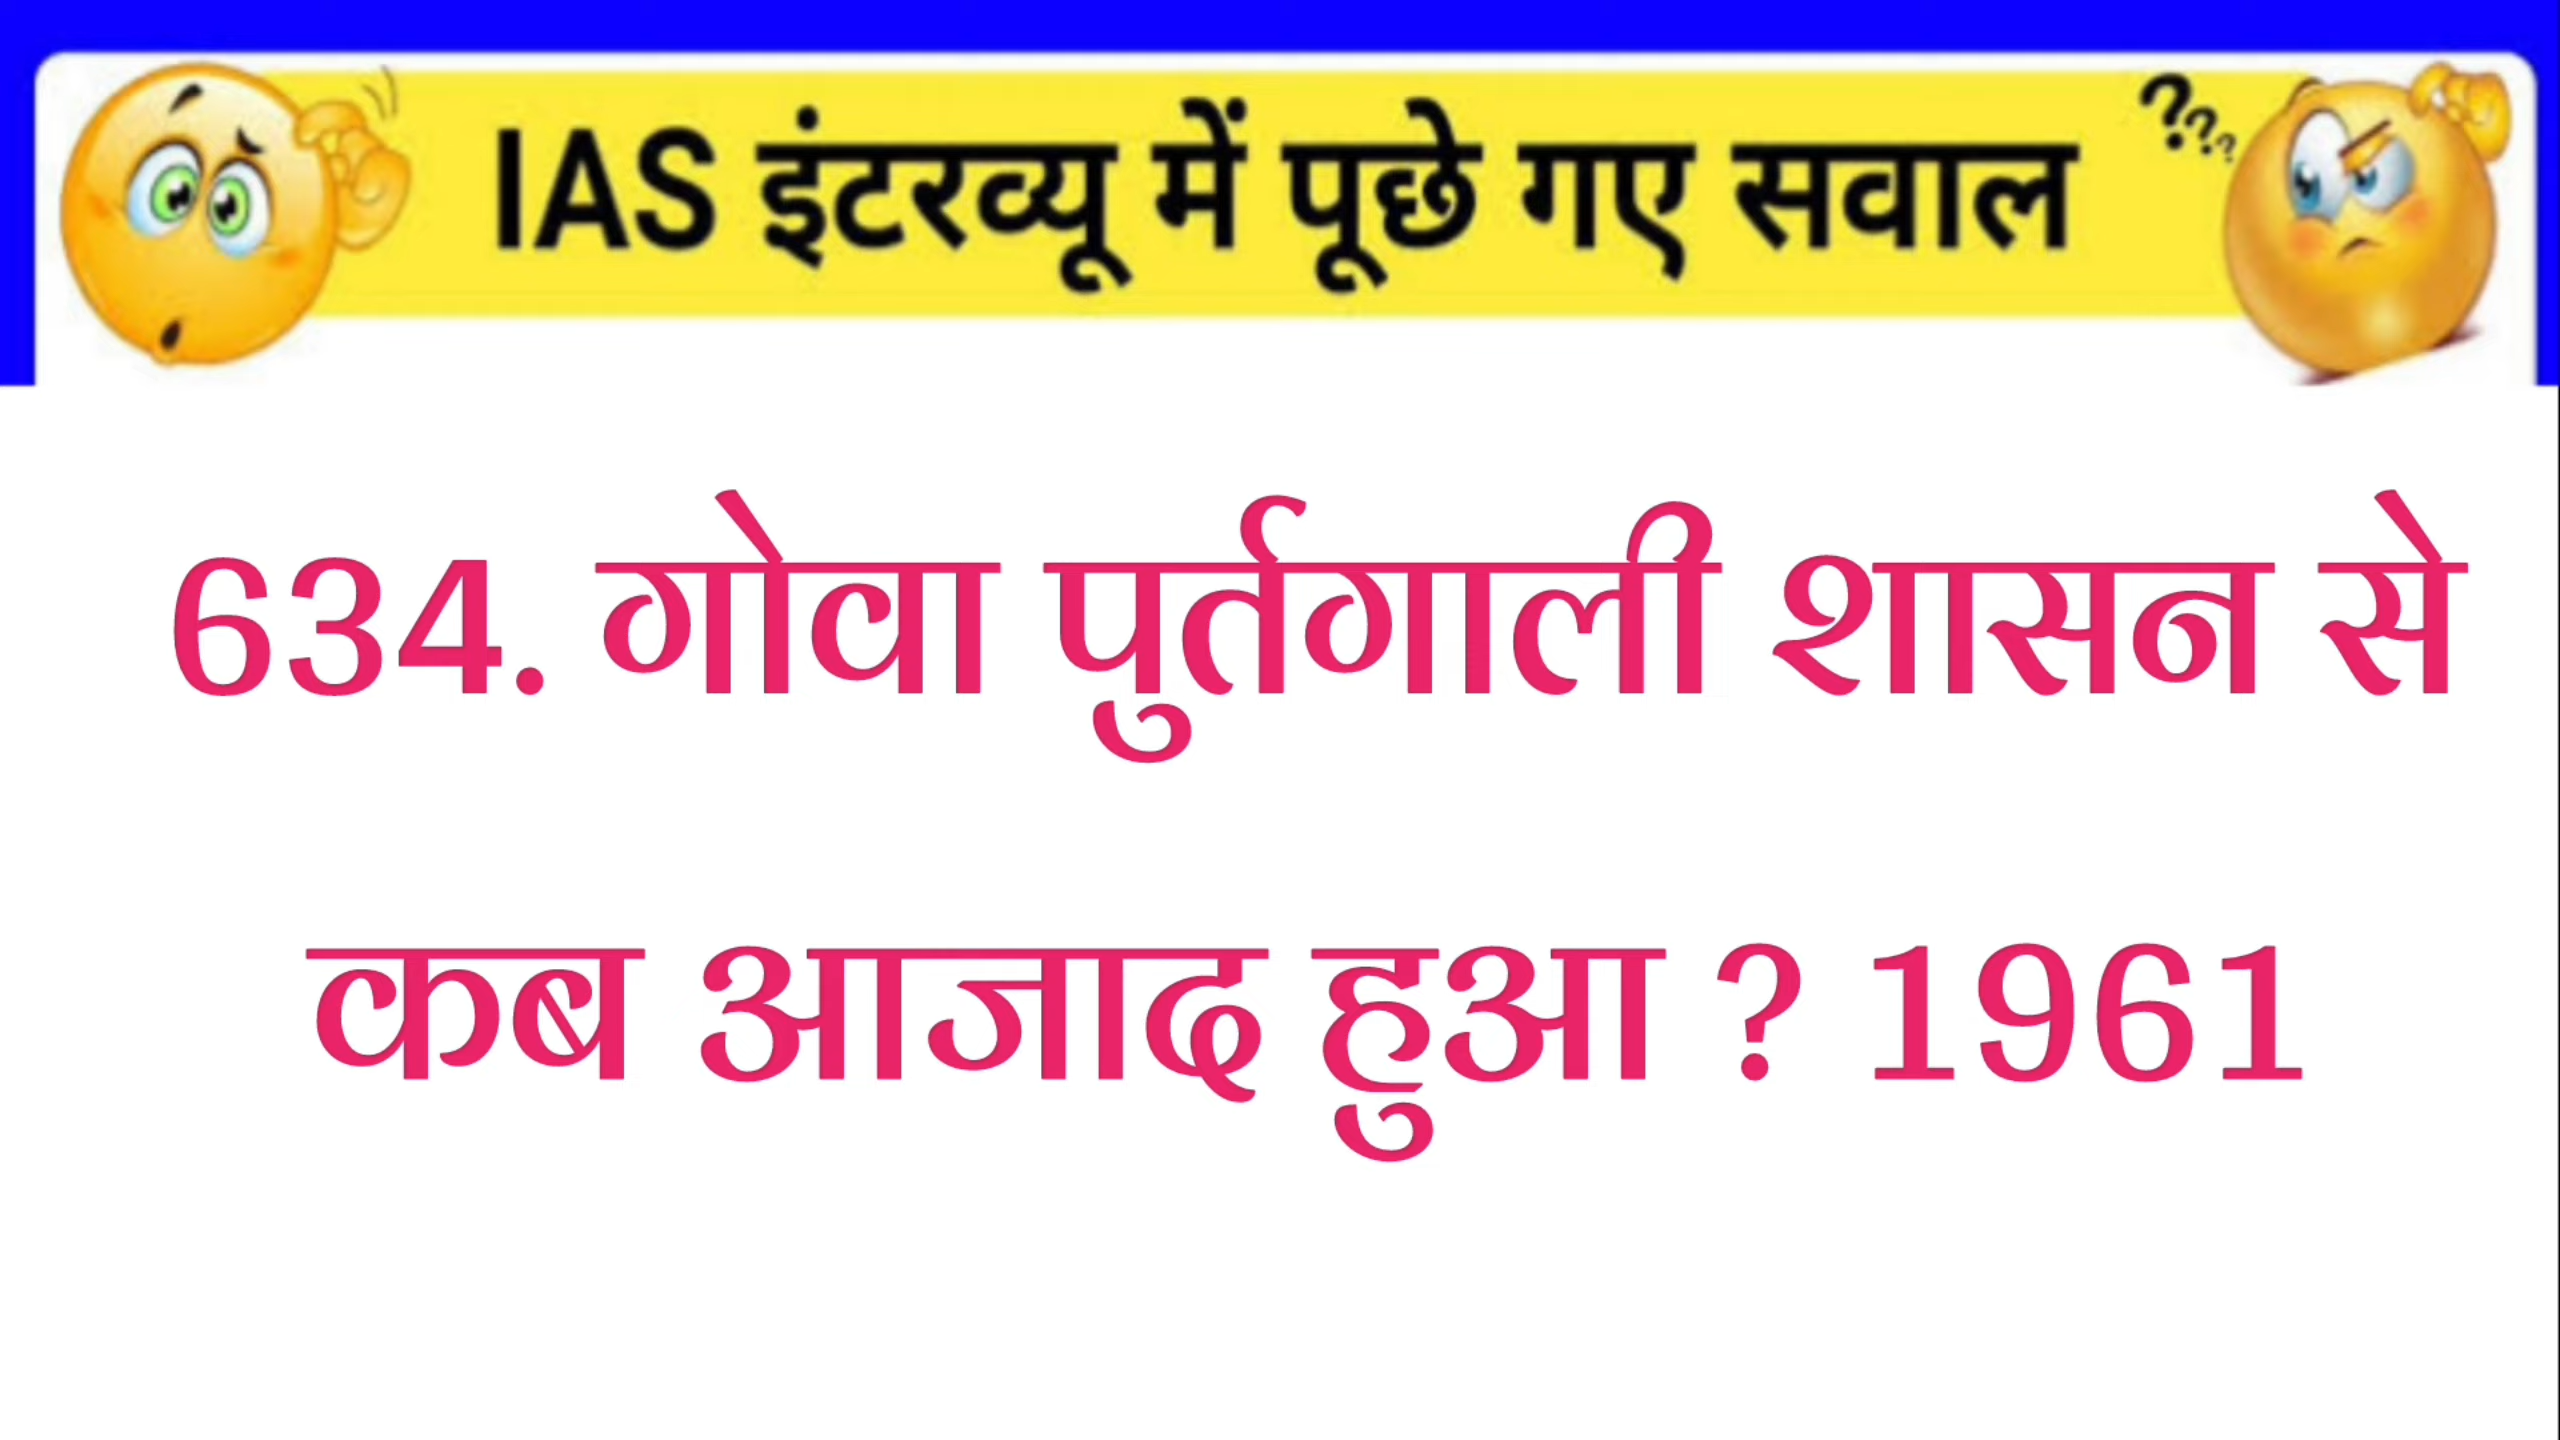 IAS इंटरव्यू में पूछे गए सवाल ???
634. गोवा पुर्तगाली शासन से
कब आजाद हुआ ? 1961